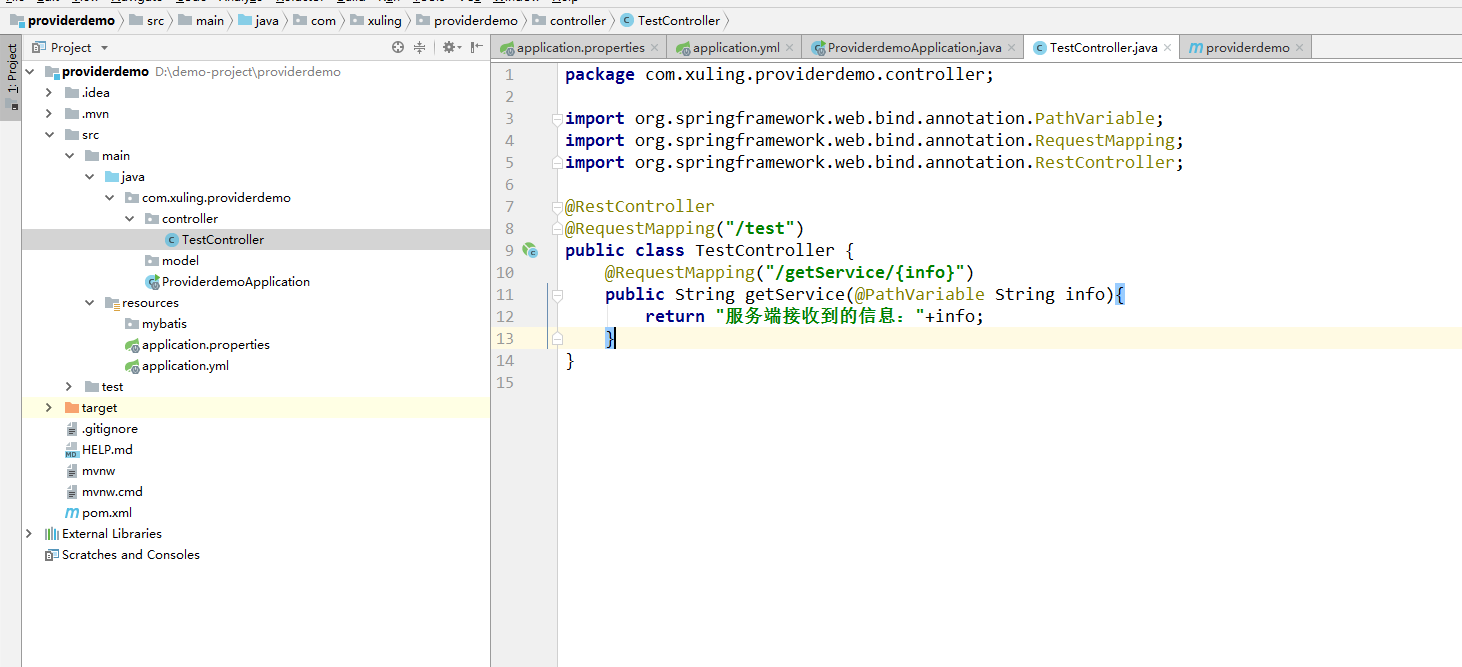 providerdemo src main java com xuling providerdemo controller TestController
1: Project
Project
providerdemo D:\demo-project\providerdemo
.idea
.mvn
src
main
java
com.xuling.providerdemo
controller
TestController
model
ProviderdemoApplication
resources
mybatis
application.properties
application.yml
test
target
.gitignore
HELP.md
mvnw
mvnw.cmd
pom.xml
External Libraries
Scratches and Consoles
application.properties application.yml ProviderdemoApplication.java TestController.java providerdemo
1 package com.xuling.providerdemo.controller;
2
3 import org.springframework.web.bind.annotation.PathVariable;
4 import org.springframework.web.bind.annotation.RequestMapping;
5 import org.springframework.web.bind.annotation.RestController;
6
7 @RestController
8 @RequestMapping("/test")
9 public class TestController {
10 @RequestMapping("/getService/{info}")
11 public String getService(@PathVariable String info){
12 return "服务端接收到的信息："+info;
13 }
14 }
15